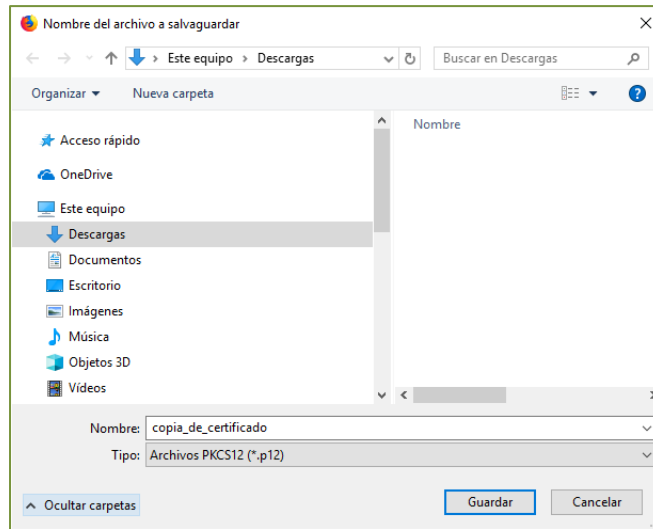 Nombre del archivo a salvaguardar
Este equipo > Descargas
Buscar en Descargas
Organizar
Nueva carpeta
Nombre
Acceso rápido
OneDrive
Este equipo
Descargas
Documentos
Escritorio
Imágenes
Música
Objetos 3D
Vídeos
Nombre: copia_de_certificado
Tipo: Archivos PKCS12 (*.p12)
Ocultar carpetas
Guardar
Cancelar